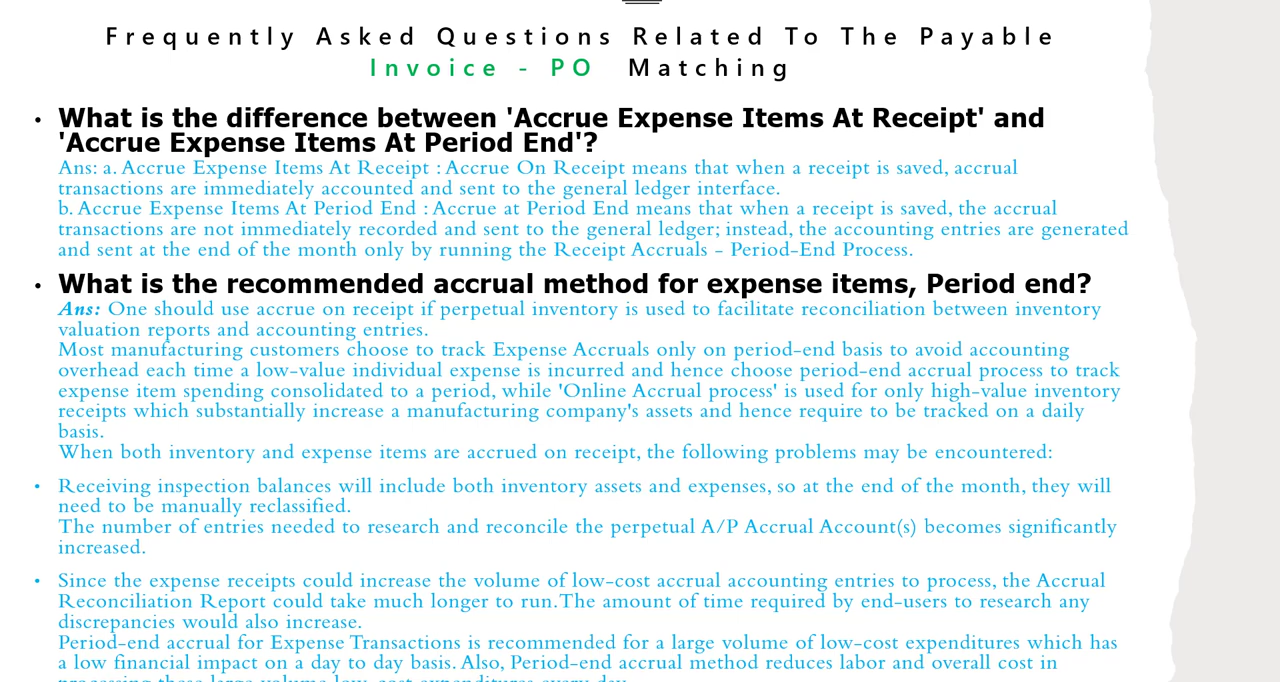 Frequently Asked Questions Related To The Payable
Invoice - PO Matching
• What is the difference between 'Accrue Expense Items At Receipt' and
'Accrue Expense Items At Period End'?
Ans: a. Accrue Expense Items At Receipt : Accrue On Receipt means that when a receipt is saved, accrual
transactions are immediately accounted and sent to the general ledger interface.
b. Accrue Expense Items At Period End : Accrue at Period End means that when a receipt is saved, the accrual
transactions are not immediately recorded and sent to the general ledger; instead, the accounting entries are generated
and sent at the end of the month only by running the Receipt Accruals - Period-End Process.
• What is the recommended accrual method for expense items, Period end?
Ans: One should use accrue on receipt if perpetual inventory is used to facilitate reconciliation between inventory
valuation reports and accounting entries.
Most manufacturing customers choose to track Expense Accruals only on period-end basis to avoid accounting
overhead each time a low-value individual expense is incurred and hence choose period-end accrual process to track
expense item spending consolidated to a period, while 'Online Accrual process' is used for only high-value inventory
receipts which substantially increase a manufacturing company's assets and hence require to be tracked on a daily
basis.
When both inventory and expense items are accrued on receipt, the following problems may be encountered:
• Receiving inspection balances will include both inventory assets and expenses, so at the end of the month, they will
need to be manually reclassified.
The number of entries needed to research and reconcile the perpetual A/P Accrual Account(s) becomes significantly
increased.
• Since the expense receipts could increase the volume of low-cost accrual accounting entries to process, the Accrual
Reconciliation Report could take much longer to run. The amount of time required by end-users to research any
discrepancies would also increase.
Period-end accrual for Expense Transactions is recommended for a large volume of low-cost expenditures which has
a low financial impact on a day to day basis. Also, Period-end accrual method reduces labor and overall cost in
processing these large volume low-cost expenditures every day.